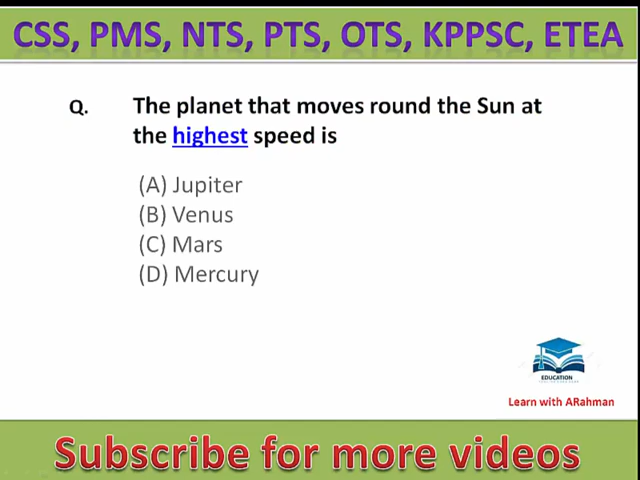 CSS, PMS, NTS, PTS, OTS, KPPSC, ETEA
Q. The planet that moves round the Sun at
the highest speed is
(A) Jupiter
(B) Venus
(C) Mars
(D) Mercury
EDUCATION
Learn with ARahman
Subscribe for more videos